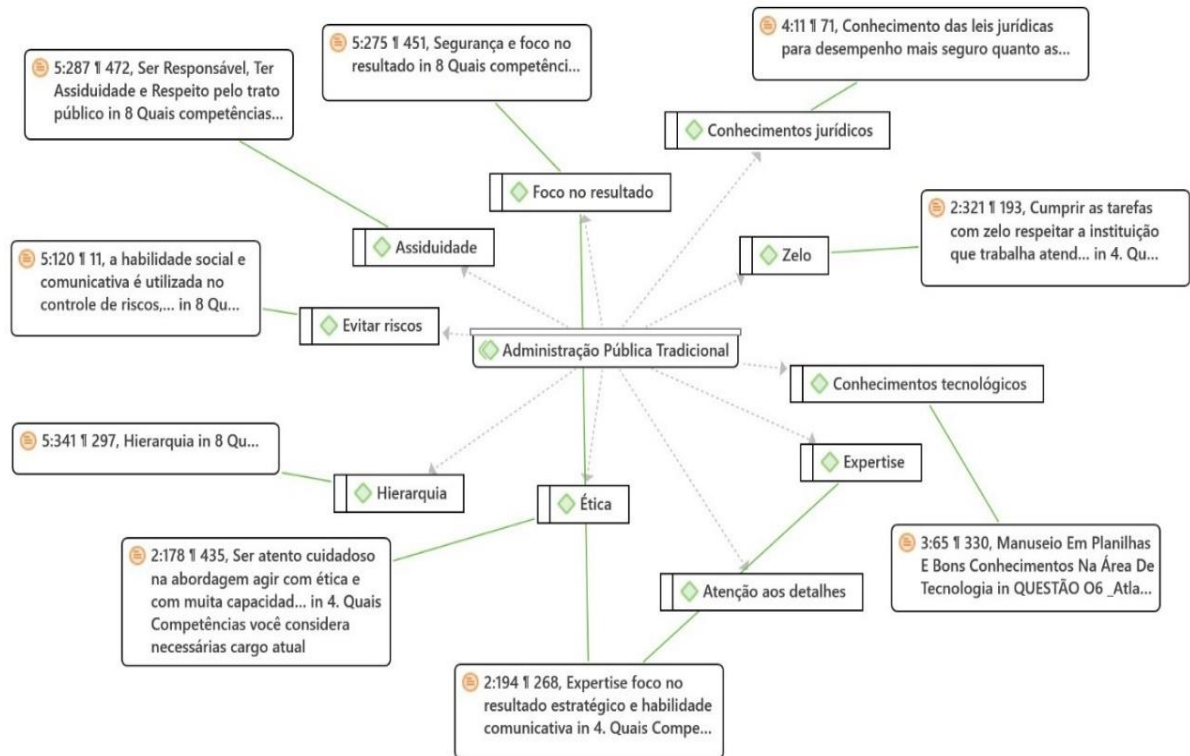 4:11 ¶ 71, Conhecimento das leis jurídicas
para desempenho mais seguro quanto as...
5:275 ¶ 451, Segurança e foco no
resultado in 8 Quais competênci...
5:287 ¶ 472, Ser Responsável, Ter
Assiduidade e Respeito pelo trato
público in 8 Quais competências...
Conhecimentos jurídicos
Foco no resultado
2:321 ¶ 193, Cumprir as tarefas
com zelo respeitar a instituição
que trabalha atend... in 4. Qu...
Assiduidade
Zelo
5:120 ¶ 11, a habilidade social e
comunicativa é utilizada no
controle de riscos,... in 8 Qu...
Evitar riscos
Administração Pública Tradicional
Conhecimentos tecnológicos
5:341 ¶ 297, Hierarquia in 8 Qu...
Expertise
Hierarquia
Ética
3:65 ¶ 330, Manuseio Em Planilhas
E Bons Conhecimentos Na Área De
Tecnologia in QUESTÃO O6 _Atla...
2:178 ¶ 435, Ser atento cuidadoso
na abordagem agir com ética e
com muita capacidad... in 4. Quais
Competências você considera
necessárias cargo atual
Atenção aos detalhes
2:194 ¶ 268, Expertise foco no
resultado estratégico e habilidade
comunicativa in 4. Quais Compe...